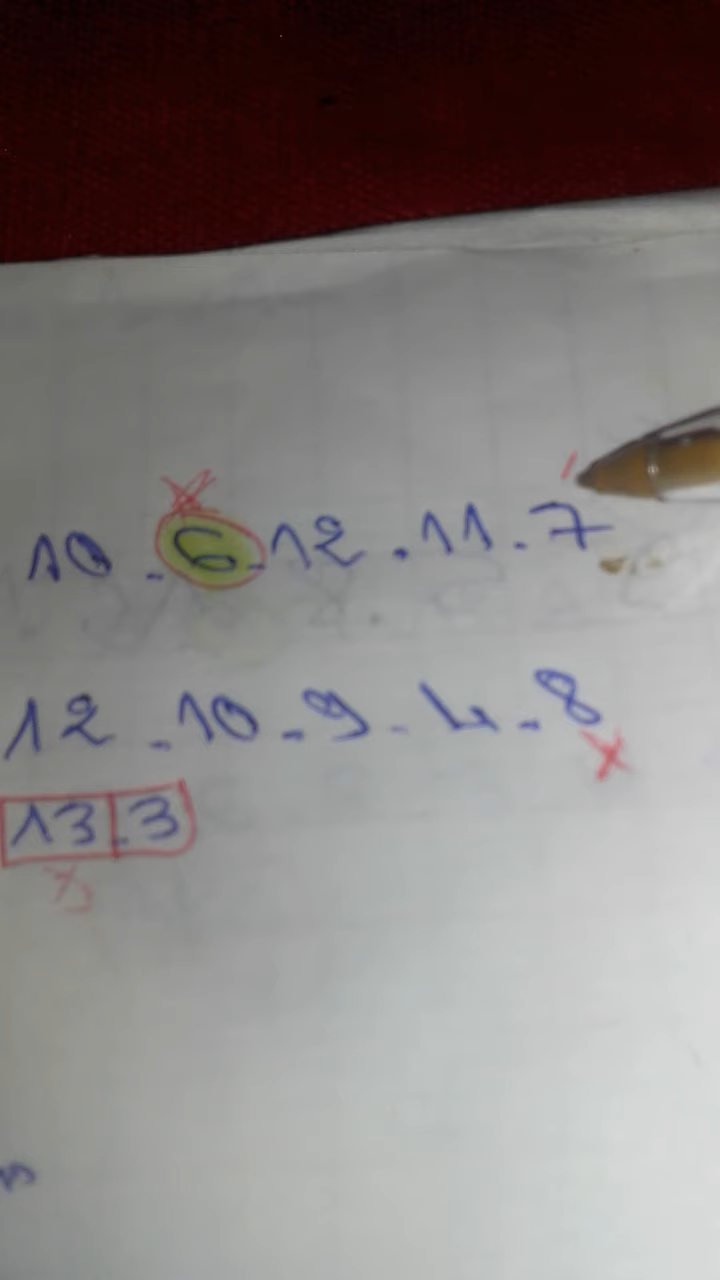 10 . 6 . 12 . 11 . 7
12 . 10 . 9 . 4 . 8
13 . 3